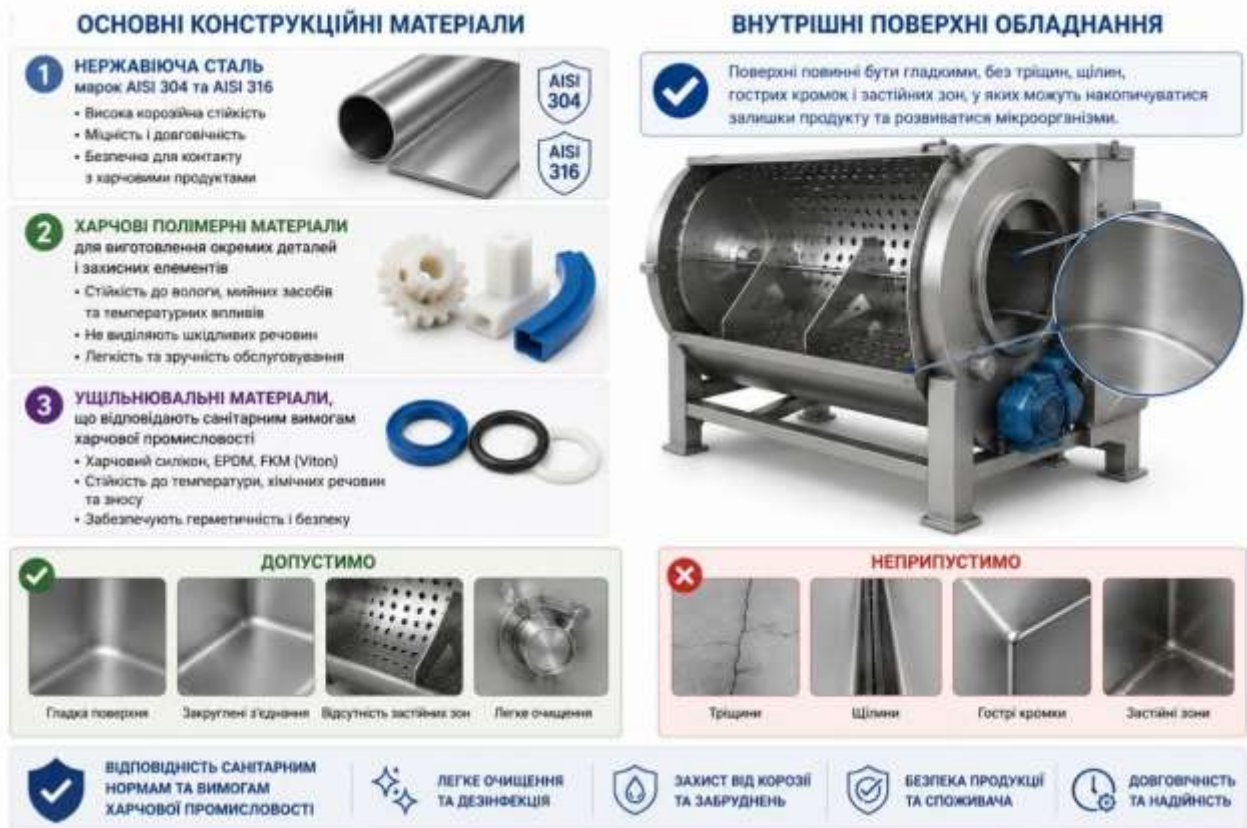 ОСНОВНІ КОНСТРУКЦІЙНІ МАТЕРІАЛИ
1
НЕРЖАВІЮЧА СТАЛЬ
марок AISI 304 та AISI 316
• Висока корозійна стійкість
• Міцність і довговічність
• Безпечна для контакту
з харчовими продуктами
AISI
304
AISI
316
2
ХАРЧОВІ ПОЛІМЕРНІ МАТЕРІАЛИ
для виготовлення окремих деталей
і захисних елементів
• Стійкість до вологи, мийних засобів
та температурних впливів
• Не виділяють шкідливих речовин
• Легкість та зручність обслуговування
3
УЩІЛЬНЮВАЛЬНІ МАТЕРІАЛИ,
що відповідають санітарним вимогам
харчової промисловості
• Харчовий силікон, EPDM, FKM (Viton)
• Стійкість до температури, хімічних речовин
та зносу
• Забезпечують герметичність і безпеку
ВНУТРІШНІ ПОВЕРХНІ ОБЛАДНАННЯ
Поверхні повинні бути гладкими, без тріщин, щілин,
гострих кромок і застійних зон, у яких можуть накопичуватися
залишки продукту та розвиватися мікроорганізми.
ДОПУСТИМО
Гладка поверхня
Закруглені з'єднання
Відсутність застійних зон
Легке очищення
НЕПРИПУСТИМО
Тріщини
Щілини
Гострі кромки
Застійні зони
ВІДПОВІДНІСТЬ САНІТАРНИМ
НОРМАМ ТА ВИМОГАМ
ХАРЧОВОЇ ПРОМИСЛОВОСТІ
ЛЕГКЕ ОЧИЩЕННЯ
ТА ДЕЗІНФЕКЦІЯ
ЗАХИСТ ВІД КОРОЗІЇ
ТА ЗАБРУДНЕНЬ
БЕЗПЕКА ПРОДУКЦІЇ
ТА СПОЖИВАЧА
ДОВГОВІЧНІСТЬ
ТА НАДІЙНІСТЬ